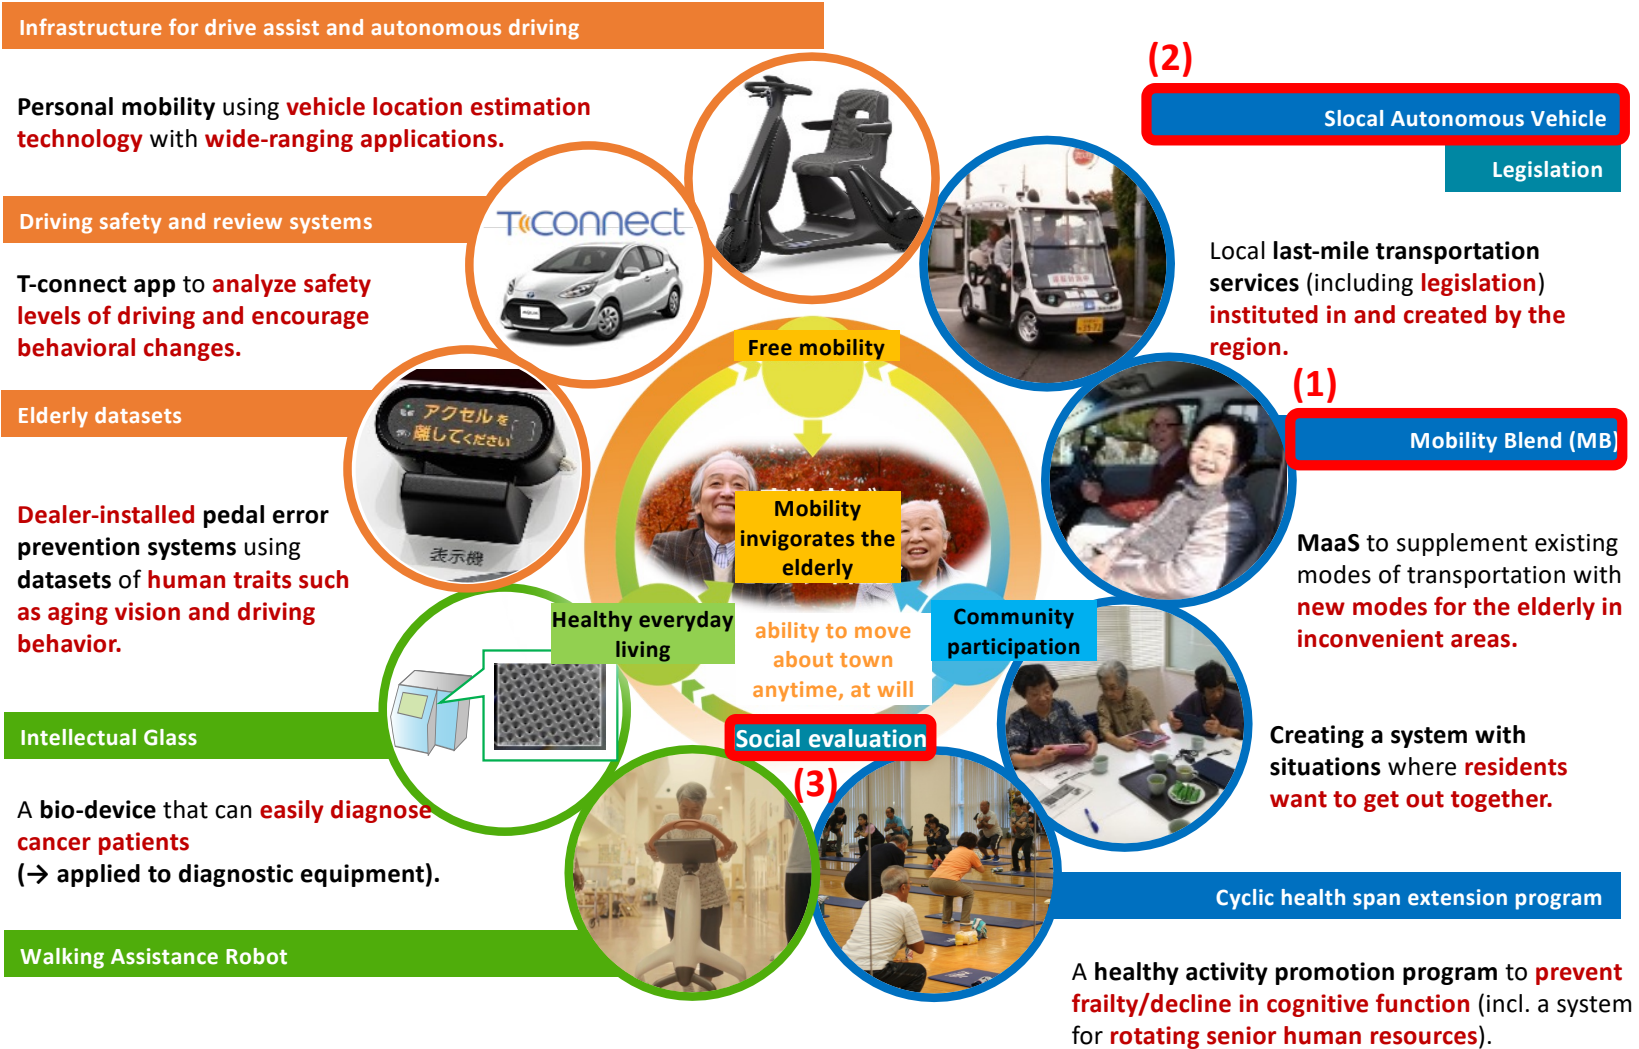 Infrastructure for drive assist and autonomous driving
Personal mobility using vehicle location estimation
technology with wide-ranging applications.
Driving safety and review systems
T-connect app to analyze safety
levels of driving and encourage
behavioral changes.
Elderly datasets
Dealer-installed pedal error
prevention systems using
datasets of human traits such
as aging vision and driving
behavior.
Intellectual Glass
A bio-device that can easily diagnose
cancer patients
(→ applied to diagnostic equipment).
Walking Assistance Robot
T-CONNECT
アクセルを
離してください
表示機
Free mobility
Mobility
invigorates the
elderly
Healthy everyday
living
ability to move
about town
anytime, at will
Community
participation
Social evaluation
(3)
(2)
Slocal Autonomous Vehicle
Legislation
Local last-mile transportation
services (including legislation)
instituted in and created by the
region.
(1)
Mobility Blend (MB)
MaaS to supplement existing
modes of transportation with
new modes for the elderly in
inconvenient areas.
Creating a system with
situations where residents
want to get out together.
Cyclic health span extension program
A healthy activity promotion program to prevent
frailty/decline in cognitive function (incl. a system
for rotating senior human resources).